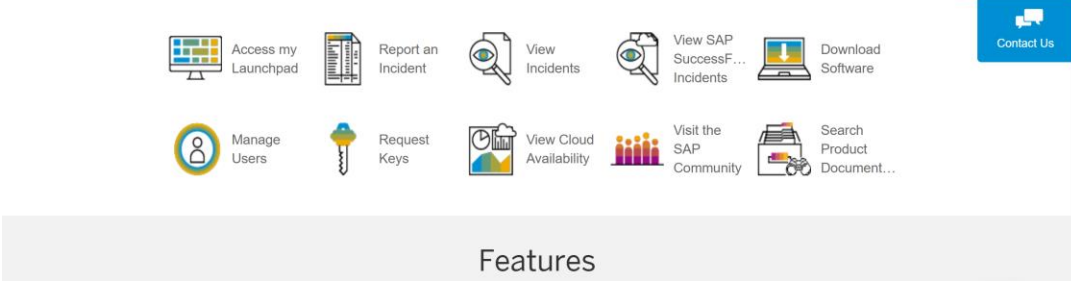 Contact Us
Access my
Launchpad
Report an
Incident
View
Incidents
View SAP
SuccessF...
Incidents
Download
Software
Manage
Users
Request
Keys
View Cloud
Availability
Visit the
SAP
Community
Search
Product
Document...
Features